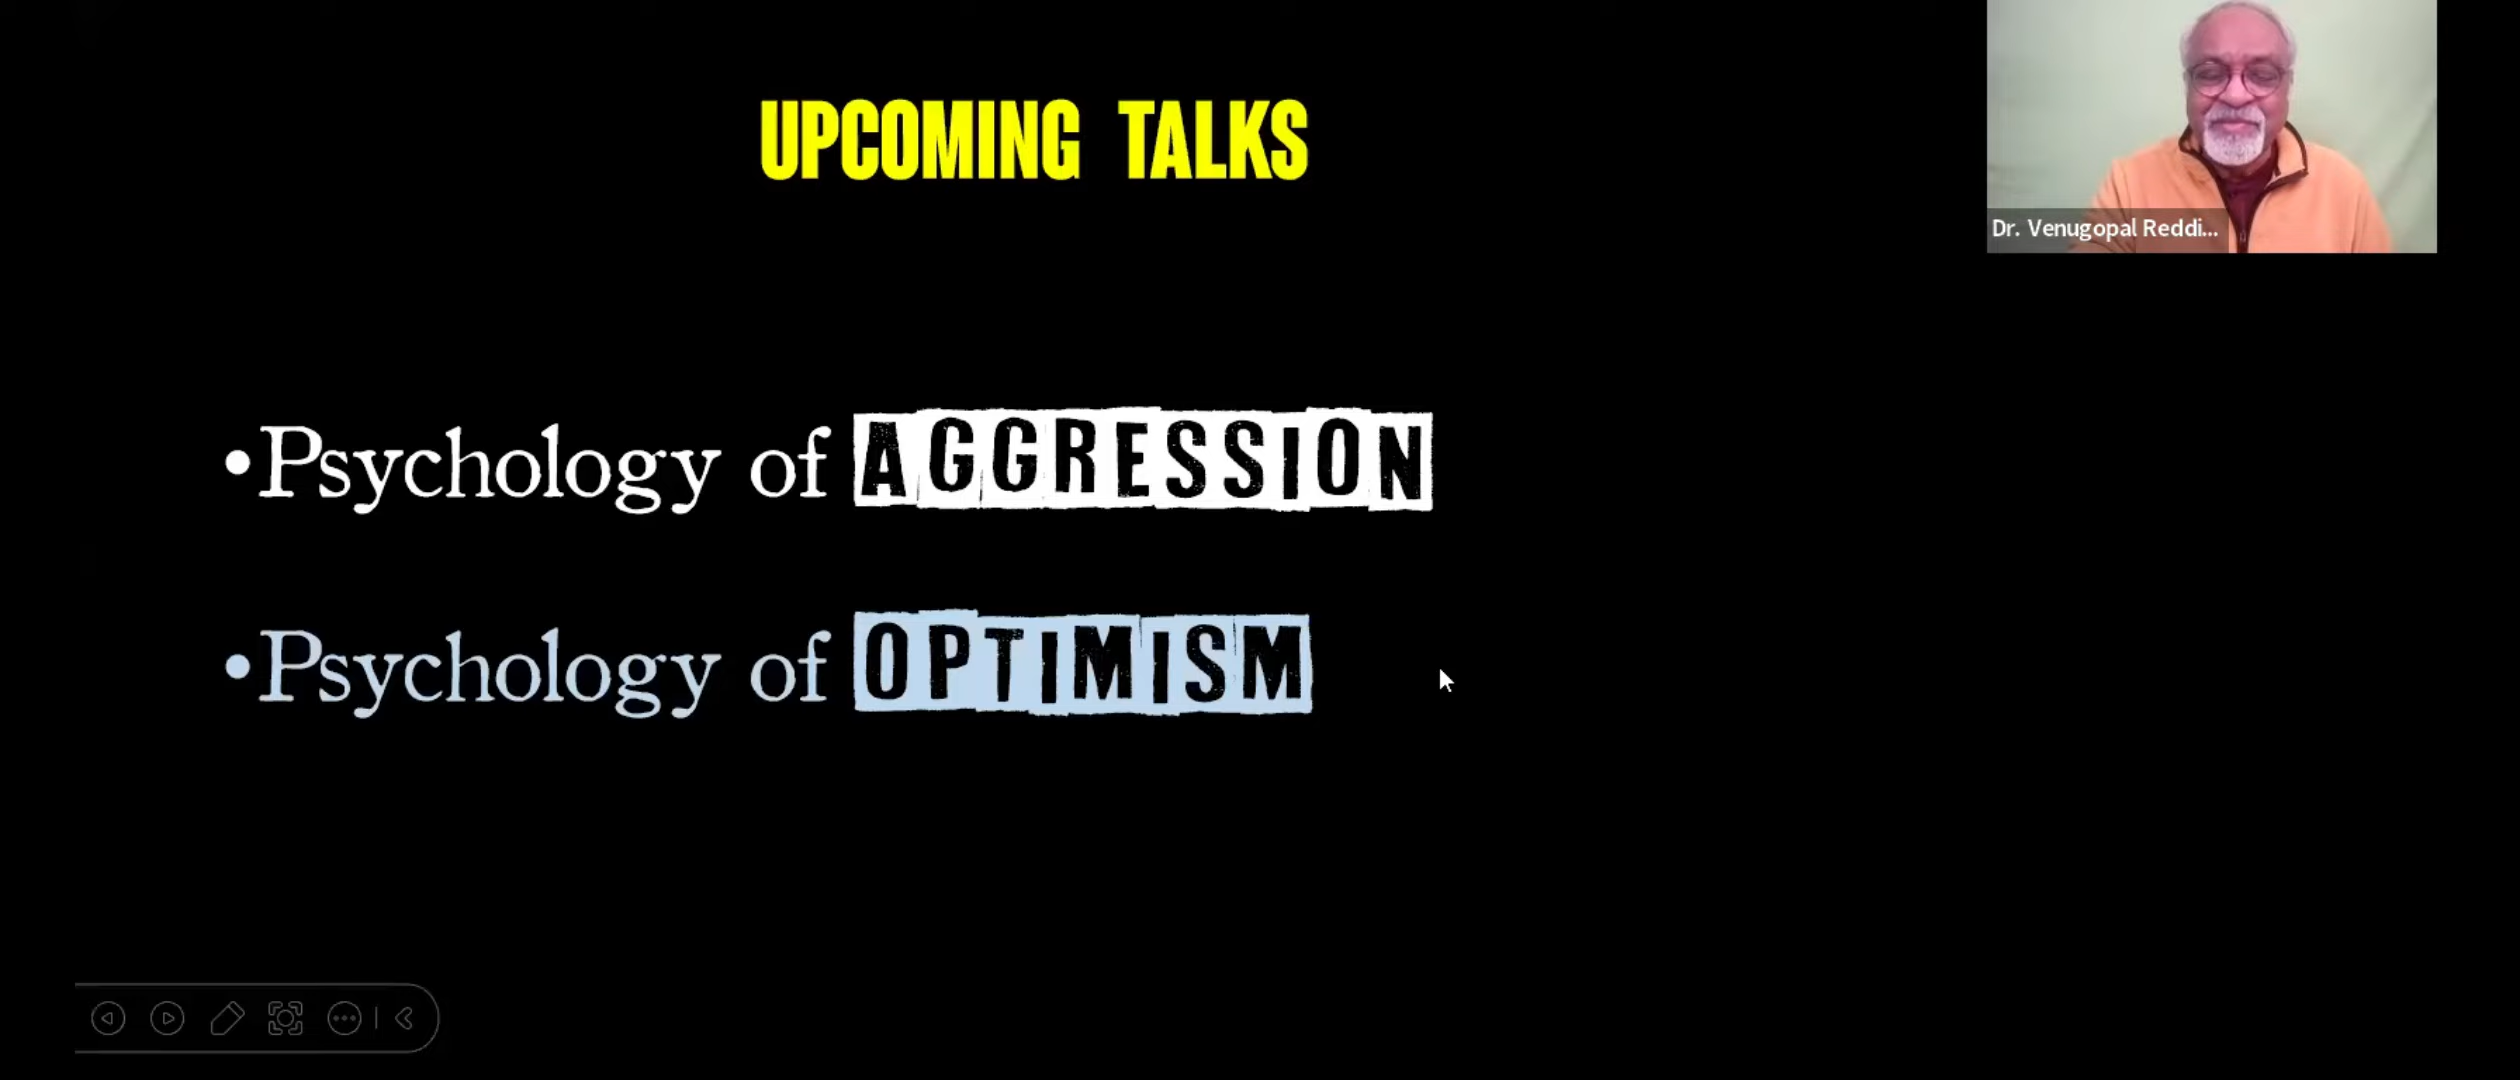 UPCOMING TALKS
Dr. Venugopal Reddi...
•Psychology of AGGRESSION
•Psychology of OPTIMISM